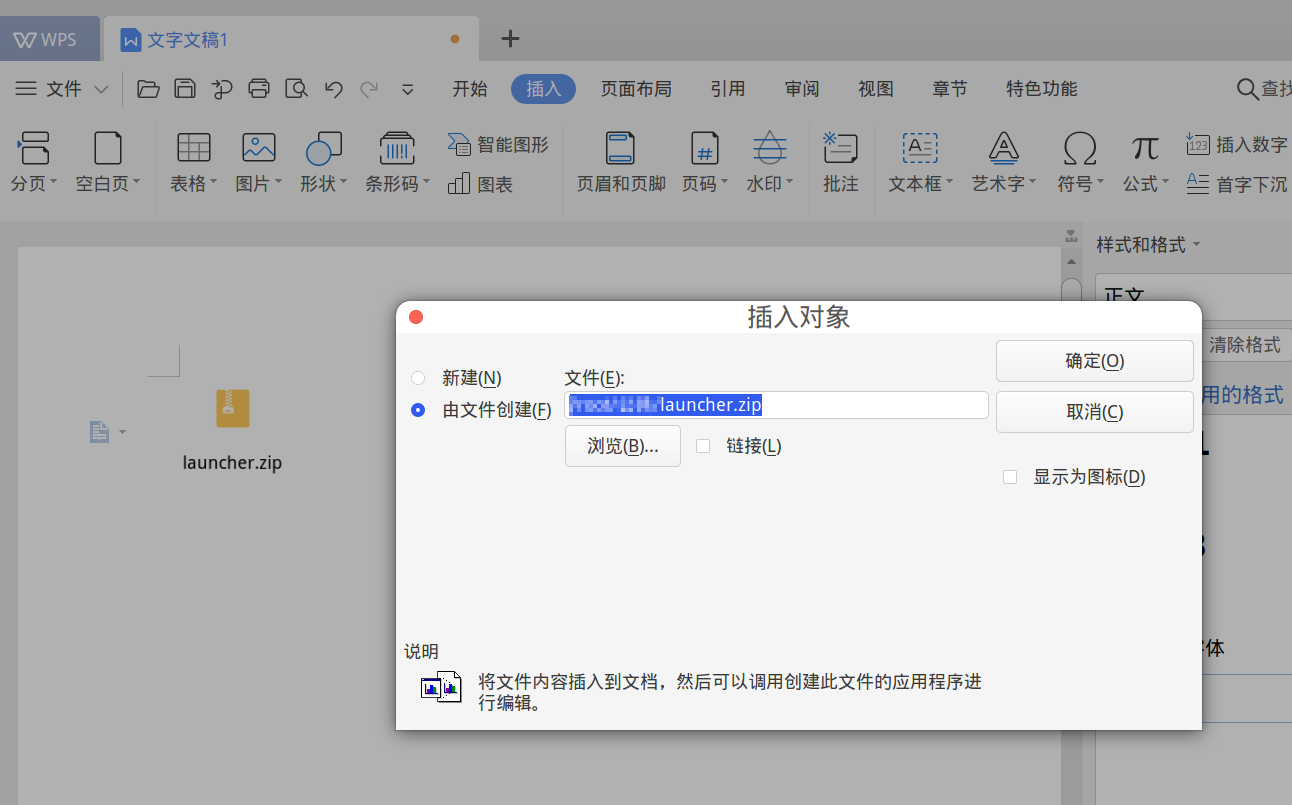 WPS 文字文稿1
文件 开始 插入 页面布局 引用 审阅 视图 章节 特色功能 查找
分页 空白页 表格 图片 形状 条形码 智能图形 图表 页眉和页脚 页码 水印 批注 文本框 艺术字 符号 公式 插入数字 首字下沉
样式和格式
正文
清除格式
用的格式
1
字体
launcher.zip
插入对象
新建(N)
由文件创建(F)
文件(E):
launcher.zip
浏览(B)...
链接(L)
确定(O)
取消(C)
显示为图标(D)
说明
将文件内容插入到文档，然后可以调用创建此文件的应用程序进
行编辑。